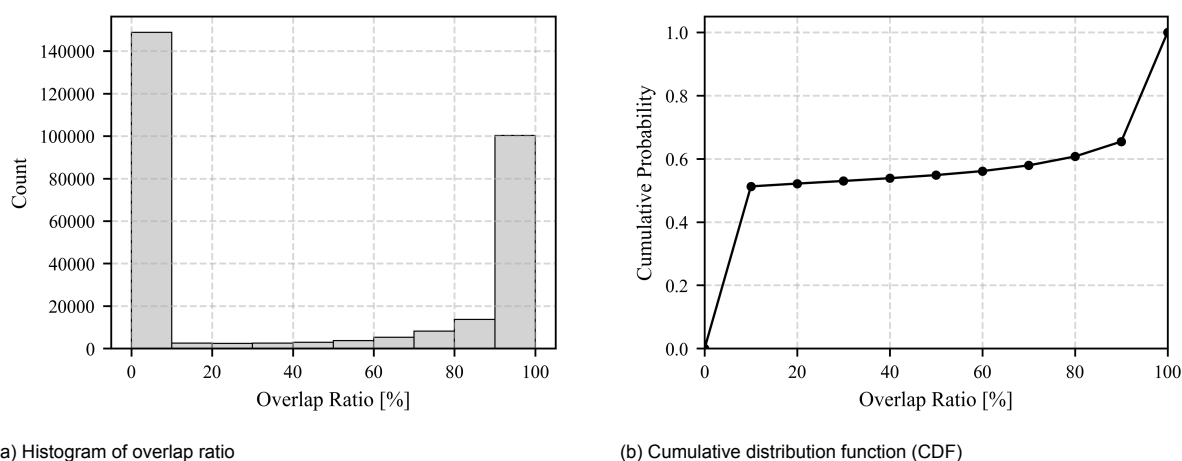 140000
120000
100000
80000
60000
40000
20000
0
Count
0 20 40 60 80 100
Overlap Ratio [%]
a) Histogram of overlap ratio
1.0
0.8
0.6
0.4
0.2
0.0
Cumulative Probability
0 20 40 60 80 100
Overlap Ratio [%]
(b) Cumulative distribution function (CDF)